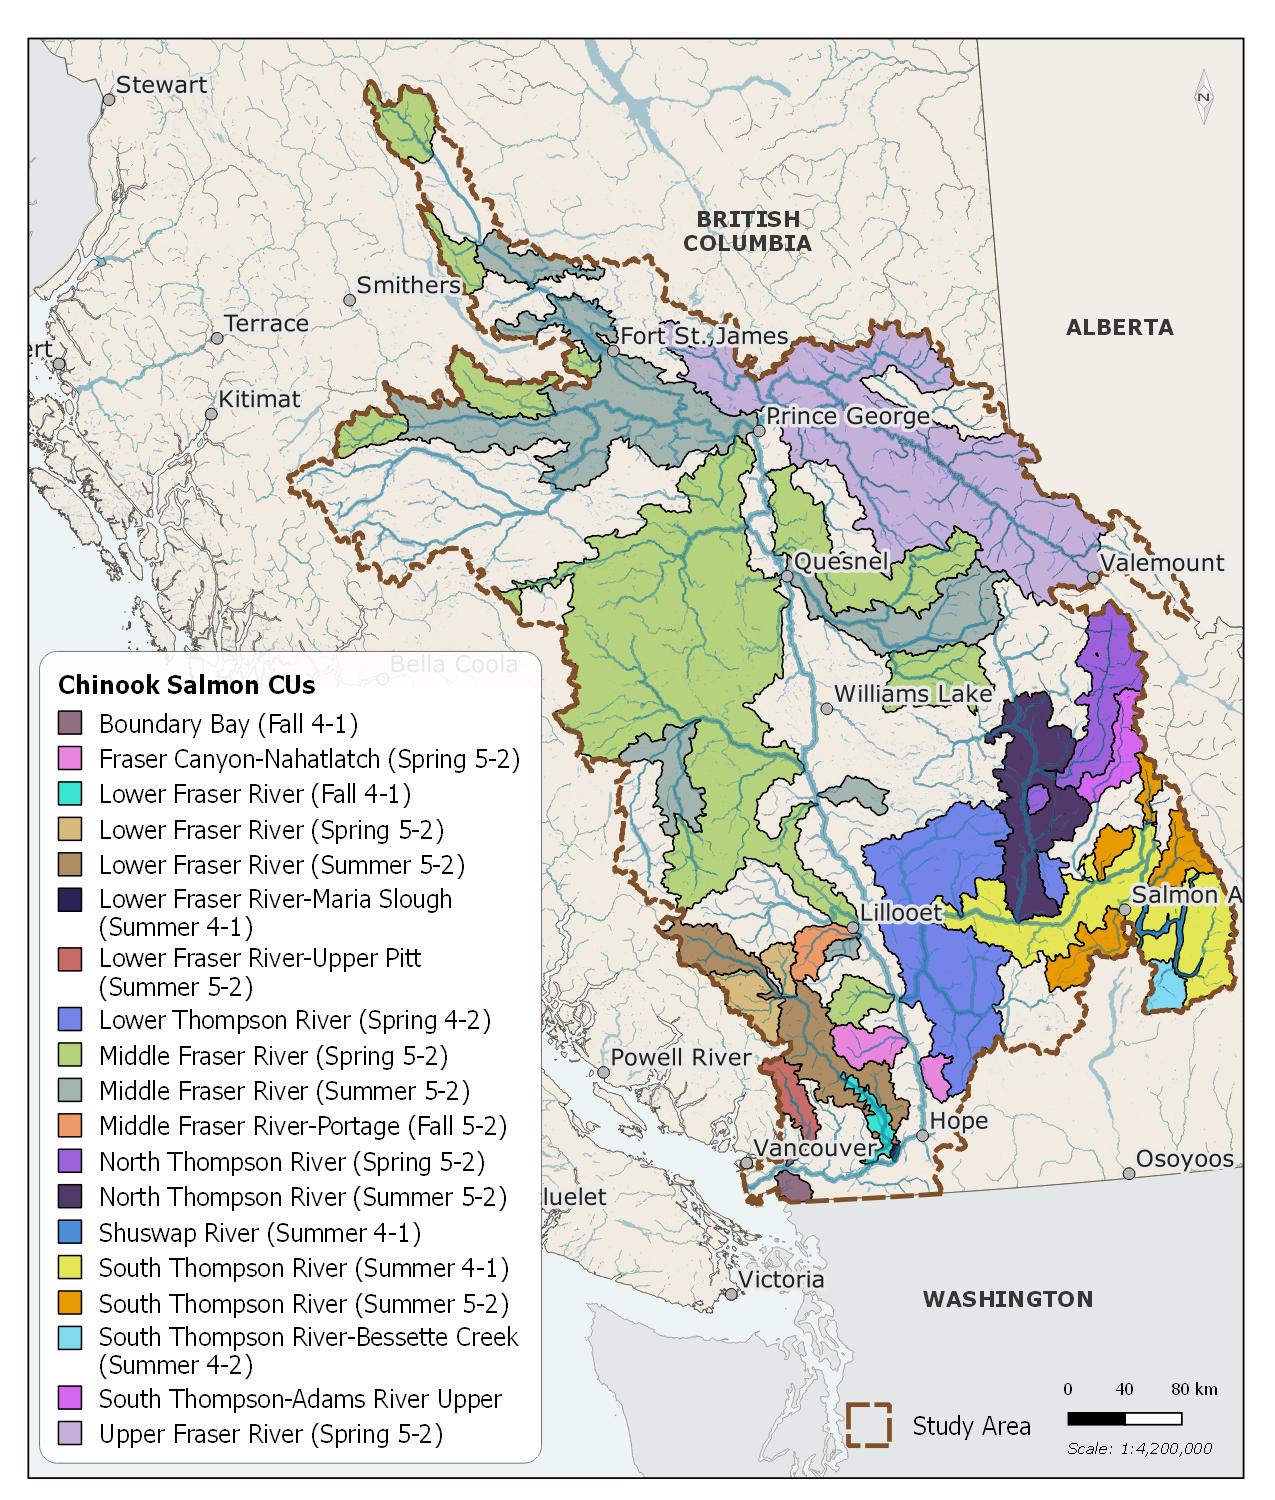 Stewart
BRITISH
COLUMBIA
Smithers
Terrace
ALBERTA
Fort St. James
ert
Kitimat
Prince George
Quesnel
Valemount
Bella Coola
Williams Lake
Salmon A
Lillooet
Powell River
Hope
Vancouver
Osoyoos
luelet
Victoria
WASHINGTON
Chinook Salmon CUs
Boundary Bay (Fall 4-1)
Fraser Canyon-Nahatlatch (Spring 5-2)
Lower Fraser River (Fall 4-1)
Lower Fraser River (Spring 5-2)
Lower Fraser River (Summer 5-2)
Lower Fraser River-Maria Slough
(Summer 4-1)
Lower Fraser River-Upper Pitt
(Summer 5-2)
Lower Thompson River (Spring 4-2)
Middle Fraser River (Spring 5-2)
Middle Fraser River (Summer 5-2)
Middle Fraser River-Portage (Fall 5-2)
North Thompson River (Spring 5-2)
North Thompson River (Summer 5-2)
Shuswap River (Summer 4-1)
South Thompson River (Summer 4-1)
South Thompson River (Summer 5-2)
South Thompson River-Bessette Creek
(Summer 4-2)
South Thompson-Adams River Upper
Upper Fraser River (Spring 5-2)
Study Area
0 40 80 km
Scale: 1:4,200,000
N